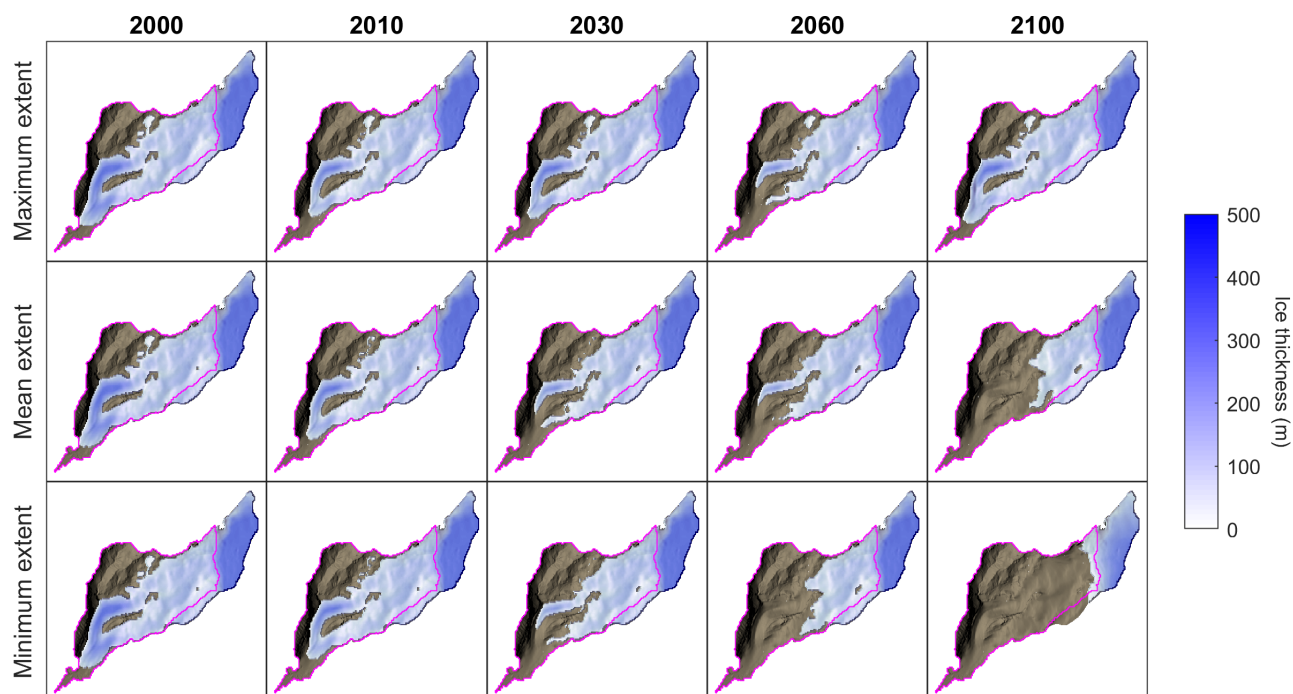 2000 2010 2030 2060 2100
Maximum extent
Mean extent
Minimum extent
500
400
300
200
100
0
Ice thickness (m)